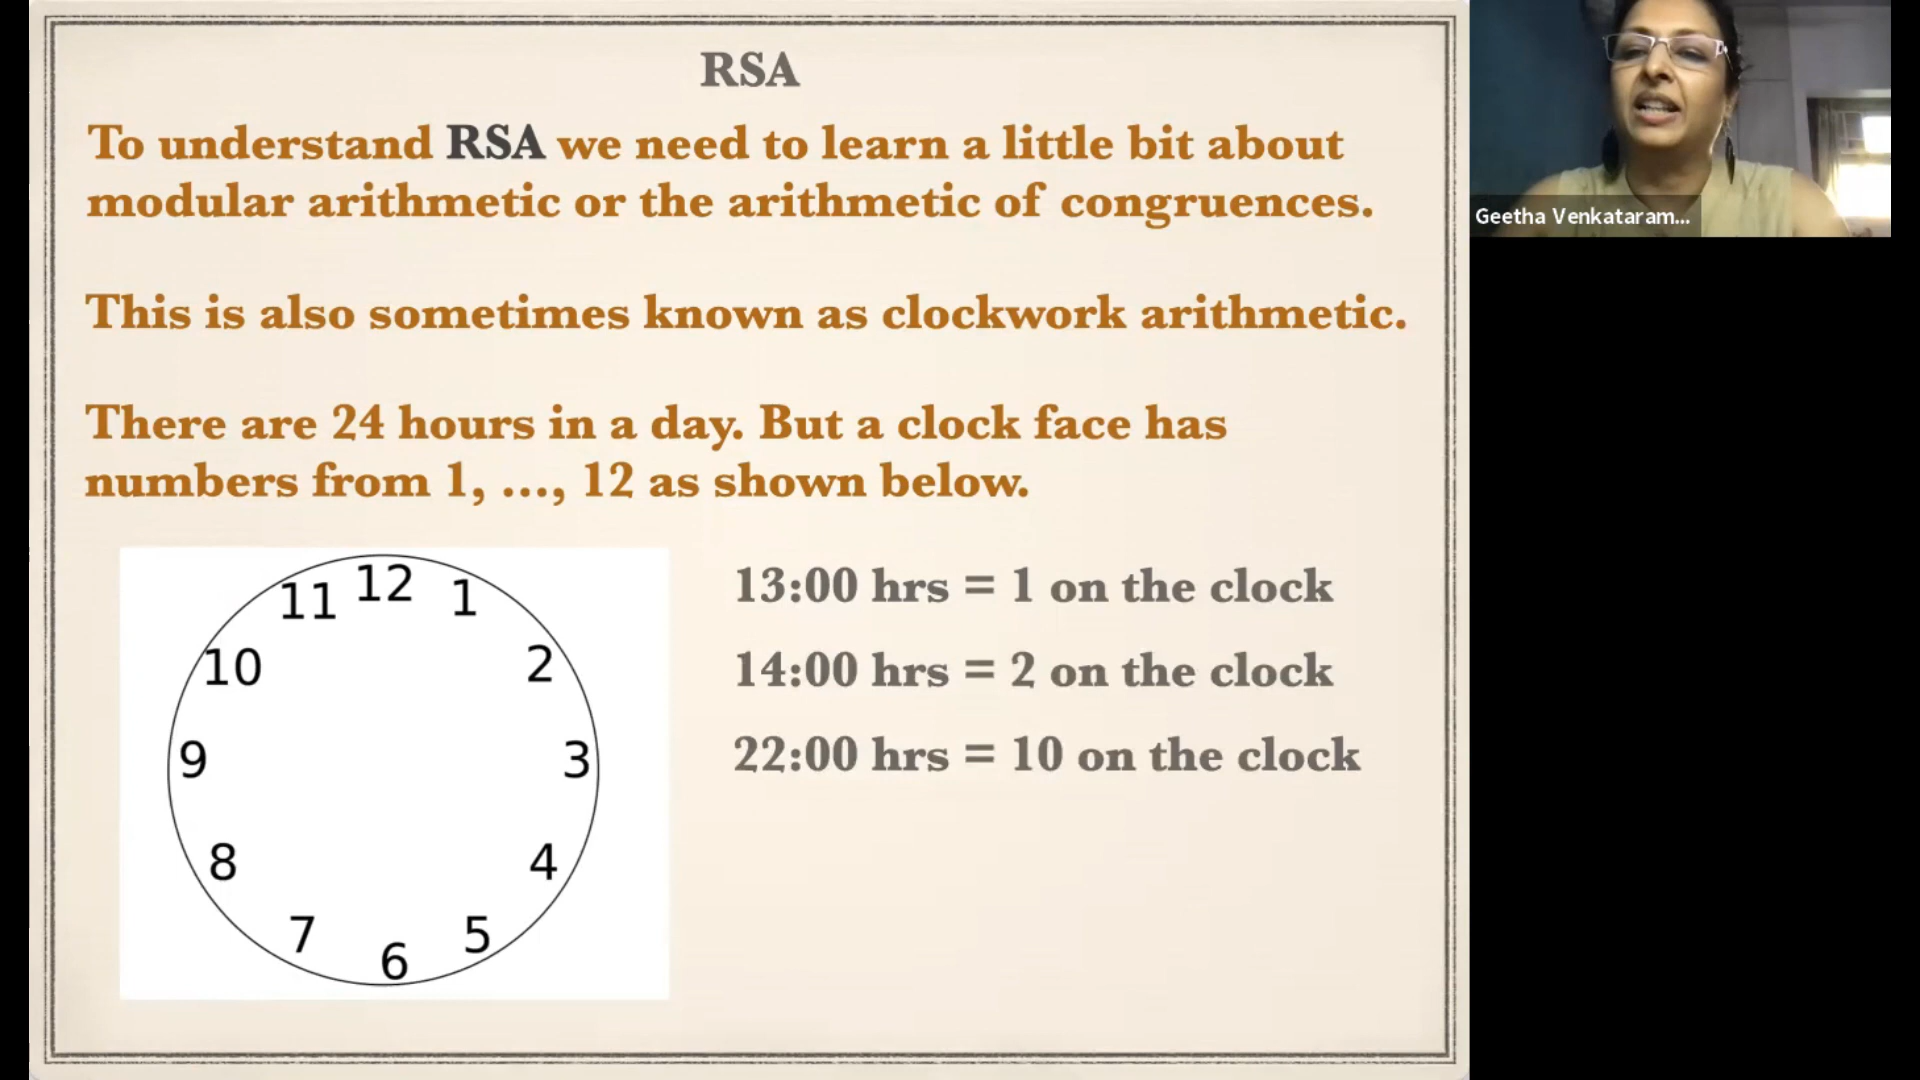 RSA
To understand RSA we need to learn a little bit about
modular arithmetic or the arithmetic of congruences.
This is also sometimes known as clockwork arithmetic.
There are 24 hours in a day. But a clock face has
numbers from 1, ..., 12 as shown below.
12
11
1
10
2
9
3
8
4
7
5
6
13:00 hrs = 1 on the clock
14:00 hrs = 2 on the clock
22:00 hrs = 10 on the clock
Geetha Venkataram...